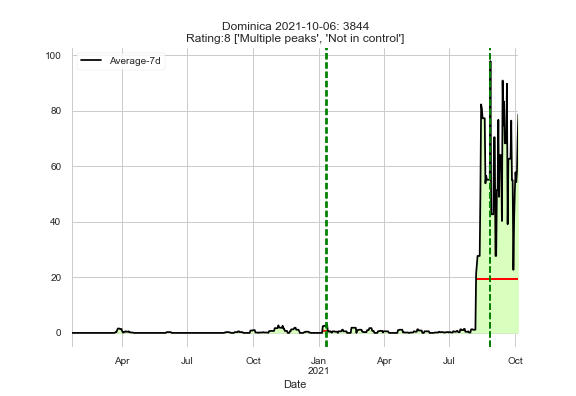 Dominica 2021-10-06: 3844
Rating:8 ['Multiple peaks', 'Not in control']
100
Average-7d
80
60
40
20
0
Apr Jul Oct Jan Apr Jul Oct
2021
Date